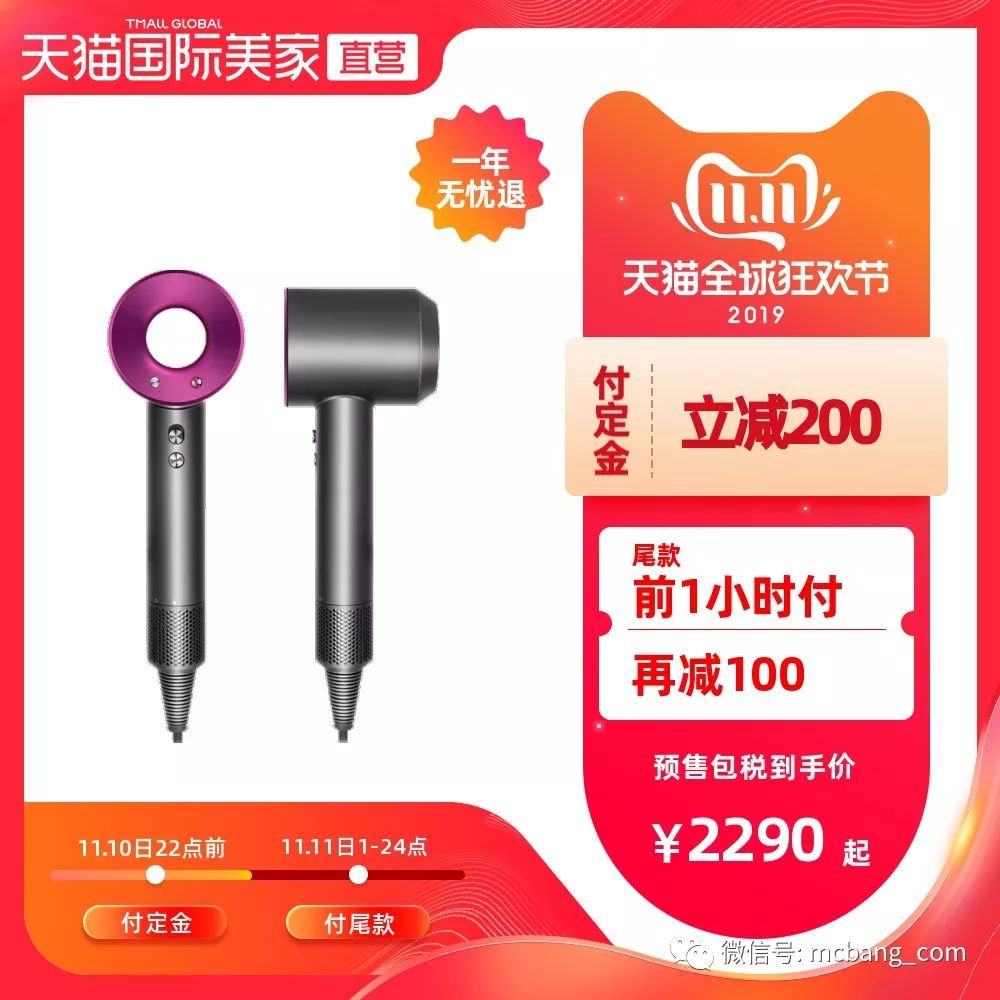 TMALL GLOBAL
天猫国际美家 直营
一年
无忧退
11.11
天猫全球狂欢节
2019
付定金
立减200
尾款
前1小时付
再减100
预售包税到手价
¥2290 起
11.10日22点前
11.11日1-24点
付定金
付尾款
微信号: mcbang_com